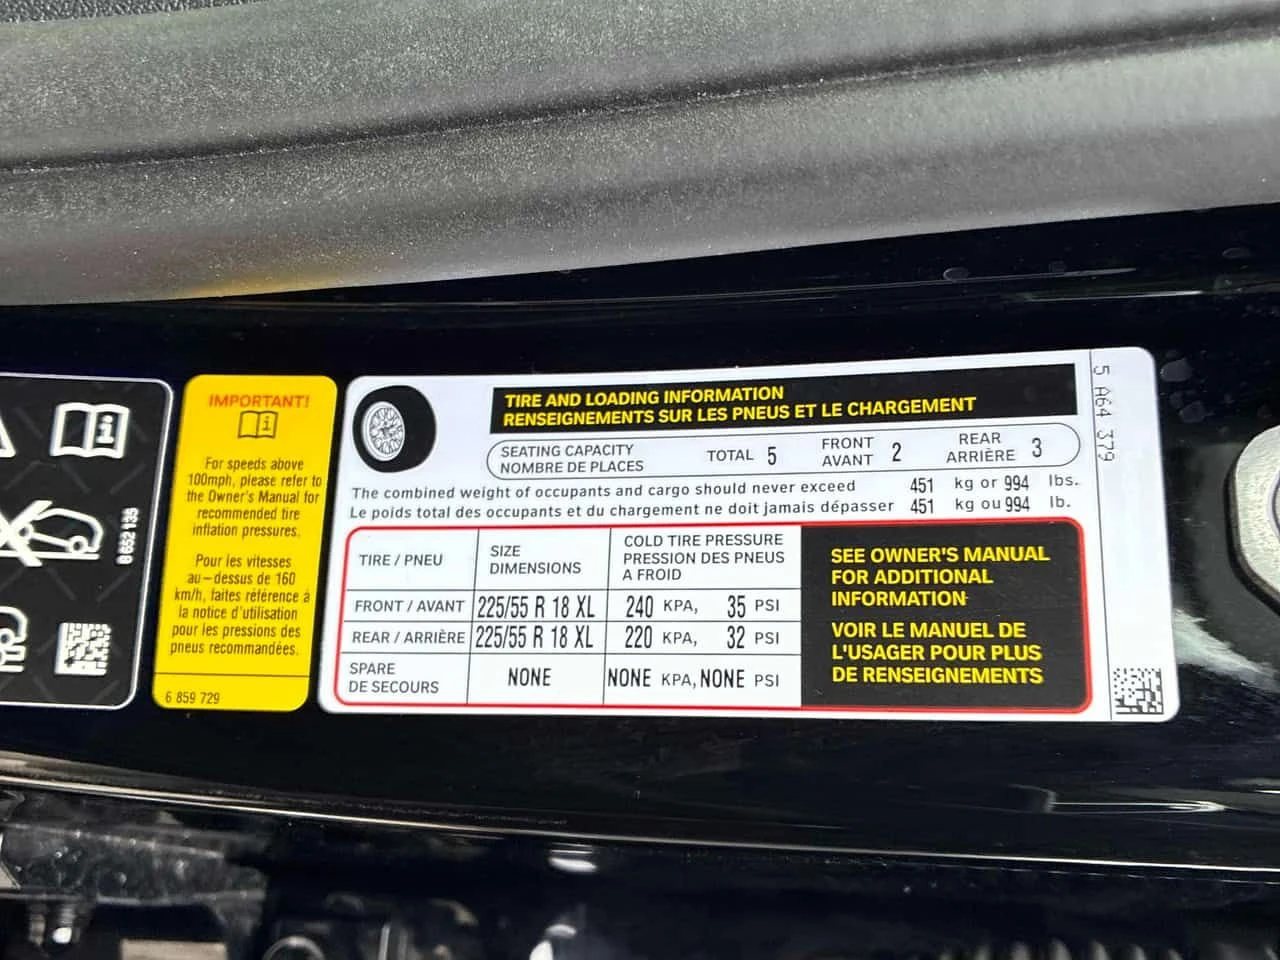 8 652 135
IMPORTANT!
For speeds above
100mph, please refer to
the Owner's Manual for
recommended tire
inflation pressures.
Pour les vitesses
au-dessus de 160
km/h, faites référence à
la notice d'utilisation
pour les pressions des
pneus recommandées.
6 859 729
TIRE AND LOADING INFORMATION
RENSEIGNEMENTS SUR LES PNEUS ET LE CHARGEMENT
SEATING CAPACITY
NOMBRE DE PLACES
TOTAL 5
FRONT
AVANT 2
REAR
ARRIÈRE 3
The combined weight of occupants and cargo should never exceed 451 kg or 994 lbs.
Le poids total des occupants et du chargement ne doit jamais dépasser 451 kg ou 994 lb.
TIRE / PNEU
SIZE
DIMENSIONS
COLD TIRE PRESSURE
PRESSION DES PNEUS
A FROID
FRONT / AVANT 225/55 R 18 XL 240 KPA, 35 PSI
REAR / ARRIÈRE 225/55 R 18 XL 220 KPA, 32 PSI
SPARE
DE SECOURS
NONE NONE KPA, NONE PSI
SEE OWNER'S MANUAL
FOR ADDITIONAL
INFORMATION
VOIR LE MANUEL DE
L'USAGER POUR PLUS
DE RENSEIGNEMENTS
5 A64 379